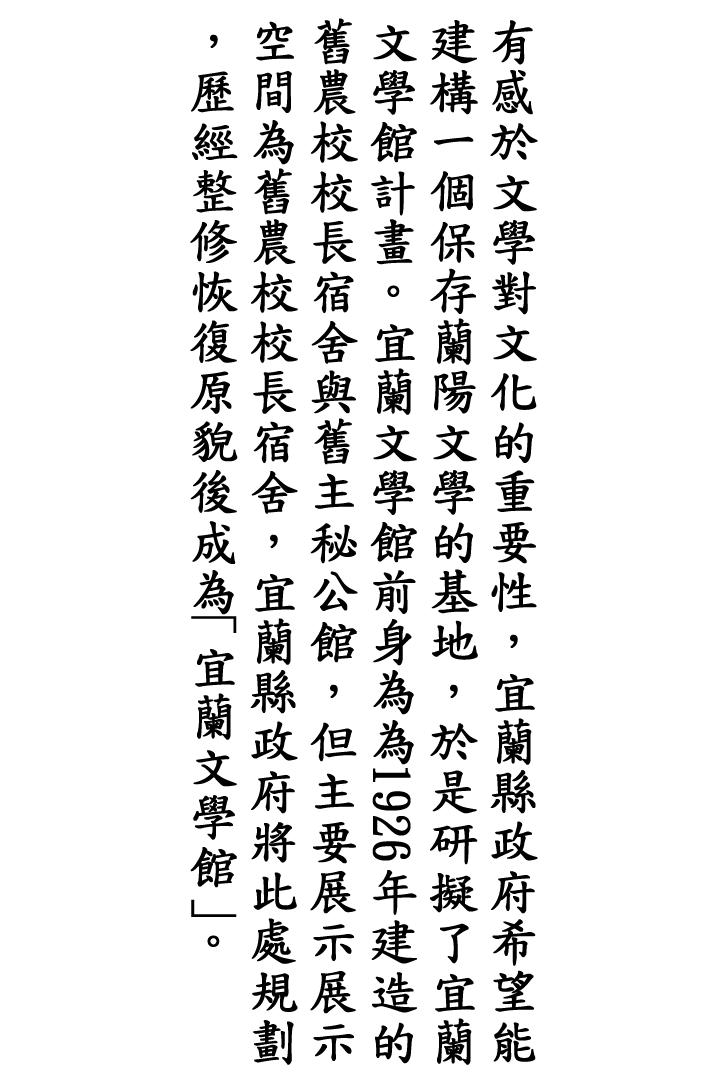 有感於文學對文化的重要性，宜蘭縣政府希望能
建構一個保存蘭陽文學的基地，於是研擬了宜蘭
文學館計畫。宜蘭文學館前身為為1926年建造的
舊農校校長宿舍與舊主秘公館，但主要展示展示
空間為舊農校校長宿舍，宜蘭縣政府將此處規劃
，歷經整修恢復原貌後成為「宜蘭文學館」。